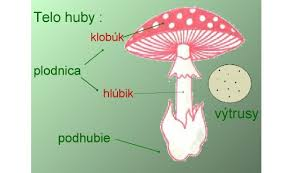 Telo huby :
klobúk
plodnica
hlúbik
výtrusy
podhubie